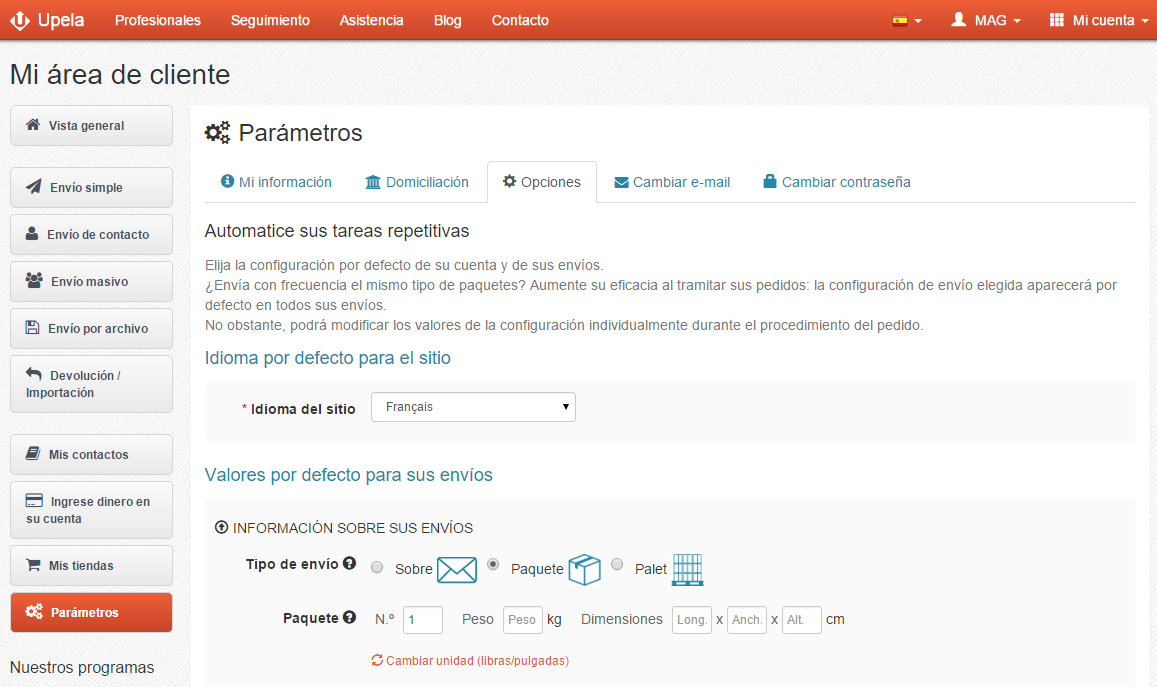 Upela Profesionales Seguimiento Asistencia Blog Contacto MAG Mi cuenta
Mi área de cliente
Vista general
Envío simple
Envío de contacto
Envío masivo
Envío por archivo
Devolución /
Importación
Mis contactos
Ingrese dinero en
su cuenta
Mis tiendas
Parámetros
Nuestros programas
Parámetros
Mi información Domiciliación Opciones Cambiar e-mail Cambiar contraseña
Automatice sus tareas repetitivas
Elija la configuración por defecto de su cuenta y de sus envíos.
¿Envía con frecuencia el mismo tipo de paquetes? Aumente su eficacia al tramitar sus pedidos: la configuración de envío elegida aparecerá por
defecto en todos sus envíos.
No obstante, podrá modificar los valores de la configuración individualmente durante el procedimiento del pedido.
Idioma por defecto para el sitio
* Idioma del sitio Français
Valores por defecto para sus envíos
INFORMACIÓN SOBRE SUS ENVÍOS
Tipo de envío Sobre Paquete Palet
Paquete N.º 1 Peso Peso kg Dimensiones Long. x Anch. x Alt. cm
Cambiar unidad (libras/pulgadas)